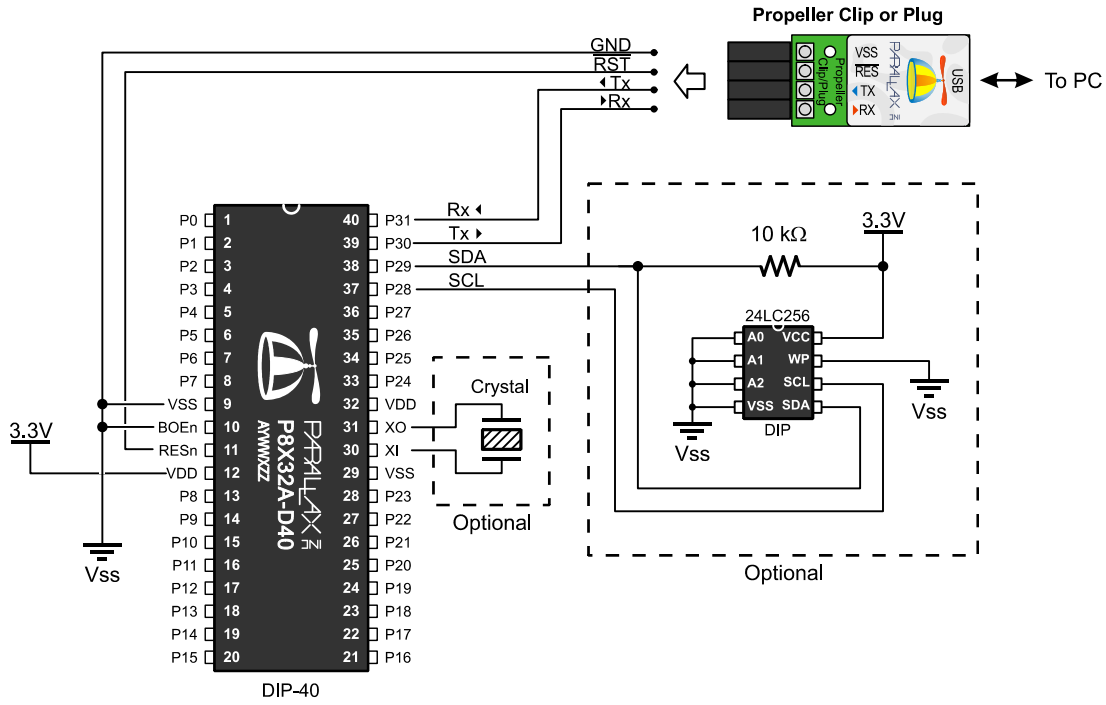 Propeller Clip or Plug
GND
RST
Tx
Rx
VSS
RES
TX
RX
Propeller
Clip/Plug
PARALLAX INC
USB
To PC
P0 1 40 P31 Rx
P1 2 39 P30 Tx
P2 3 38 P29 SDA
P3 4 37 P28 SCL
P4 5 36 P27
P5 6 35 P26
P6 7 34 P25
P7 8 33 P24
VSS 9 32 VDD
BOEn 10 31 XO
RESn 11 30 XI
VDD 12 29 VSS
P8 13 28 P23
P9 14 27 P22
P10 15 26 P21
P11 16 25 P20
P12 17 24 P19
P13 18 23 P18
P14 19 22 P17
P15 20 21 P16
PARALLAX INC
P8X32A-D40
AYWWXZZ
DIP-40
3.3V
Vss
Crystal
Optional
10 kΩ
3.3V
24LC256
A0 VCC
A1 WP
A2 SCL
VSS SDA
DIP
Vss
Vss
Optional